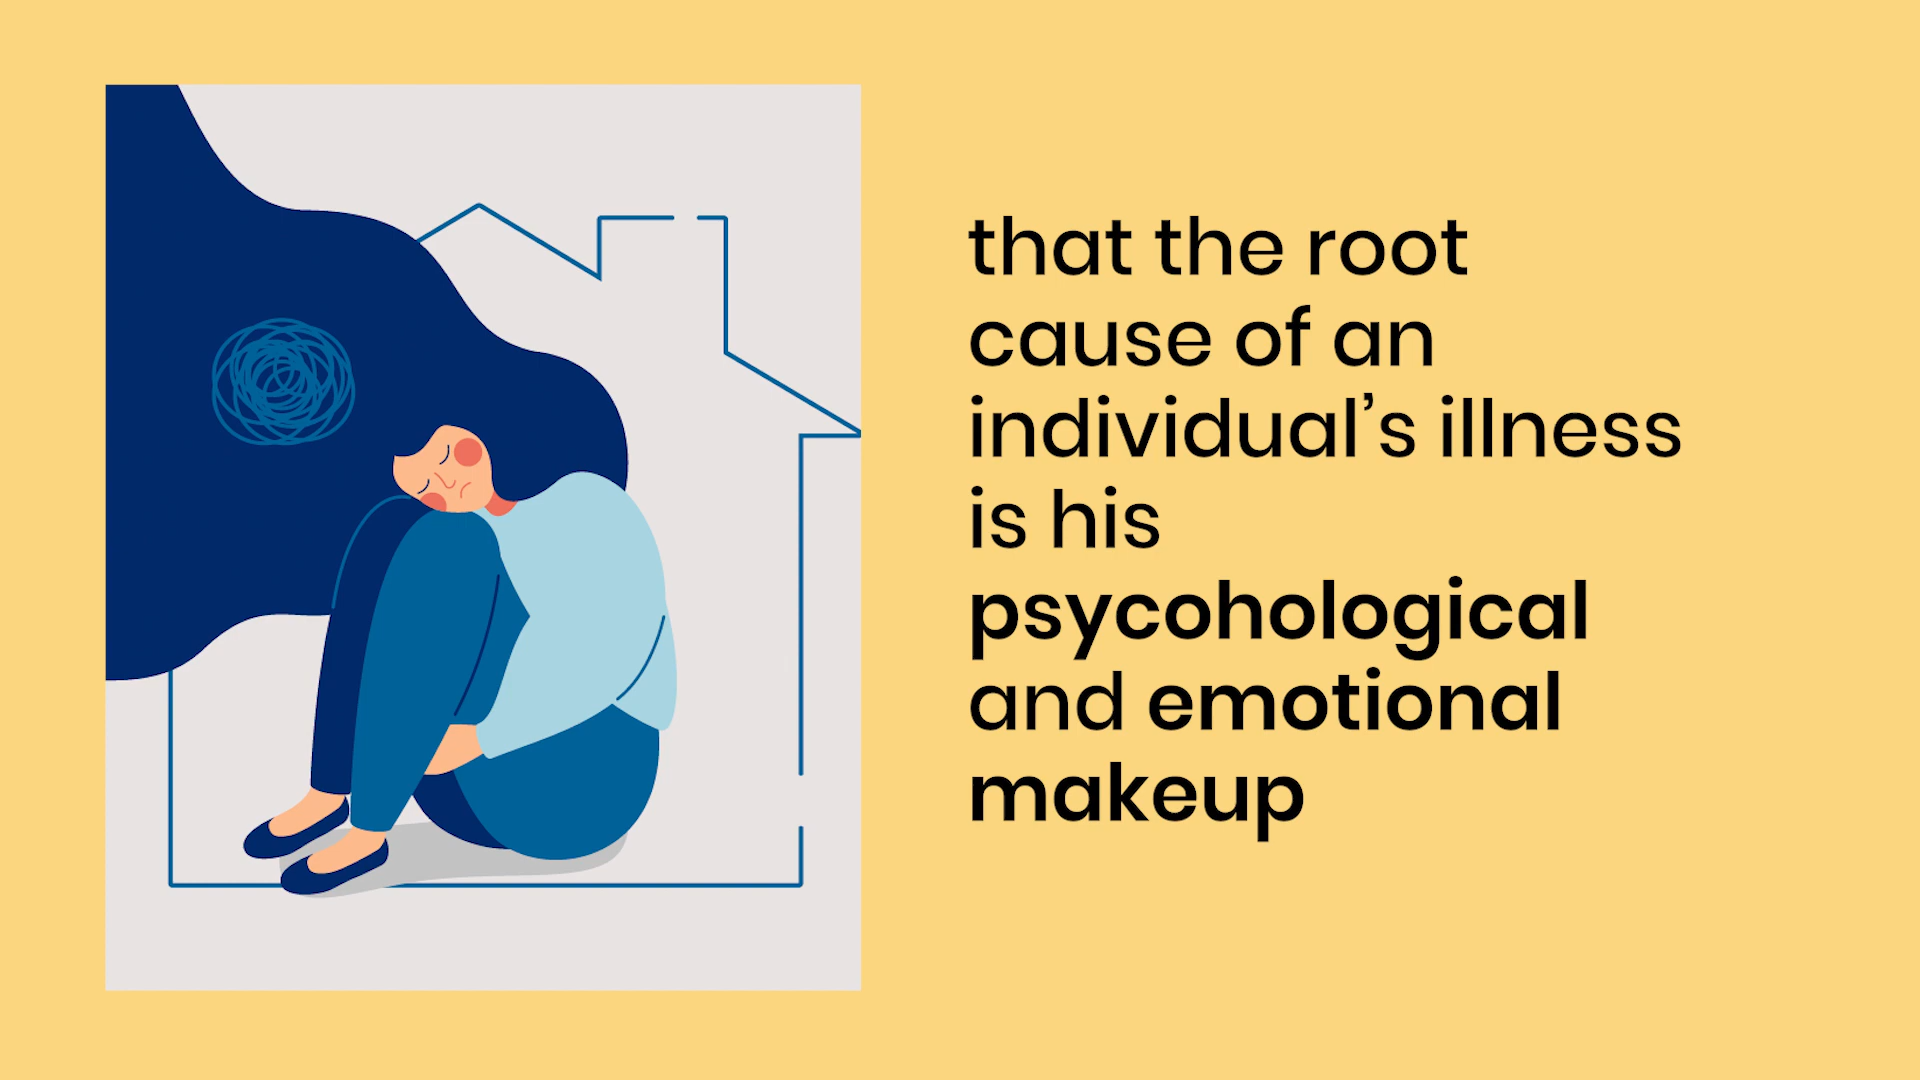 that the root
cause of an
individual’s illness
is his
psycohological
and emotional
makeup